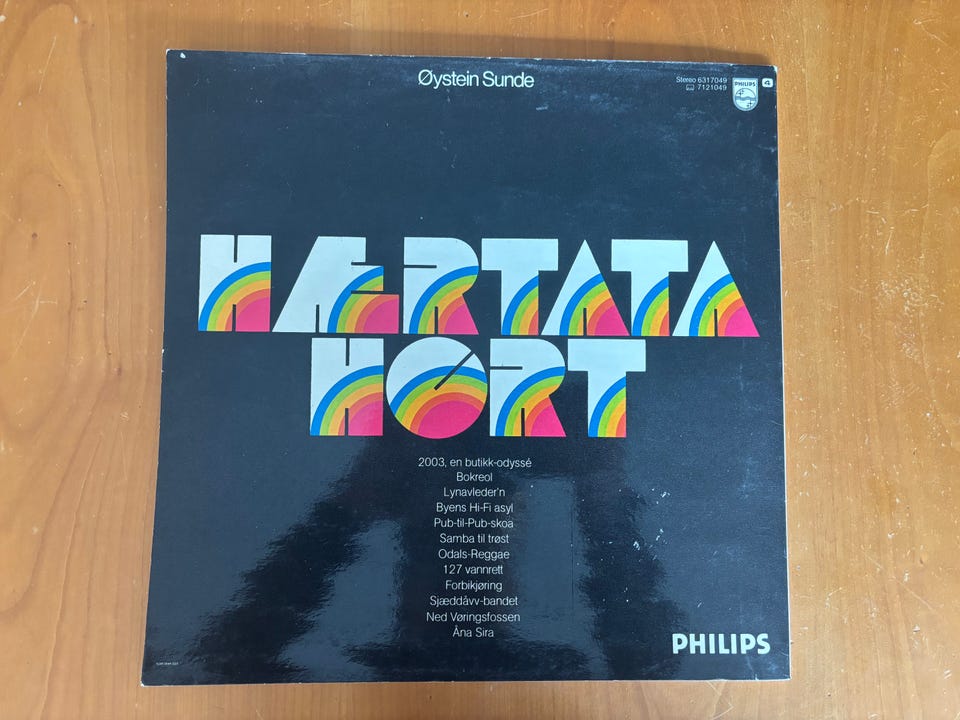 Øystein Sunde
Stereo 6317049
7121049
PHILIPS
4
HÆRTATA
HØRT
2003, en butikk-odyssé
Bokreol
Lynavleder'n
Byens Hi-Fi asyl
Pub-til-Pub-skoa
Samba til trøst
Odals-Reggae
127 vannrett
Forbikjøring
Sjæddåvv-bandet
Ned Vøringsfossen
Åna Sira
PHILIPS